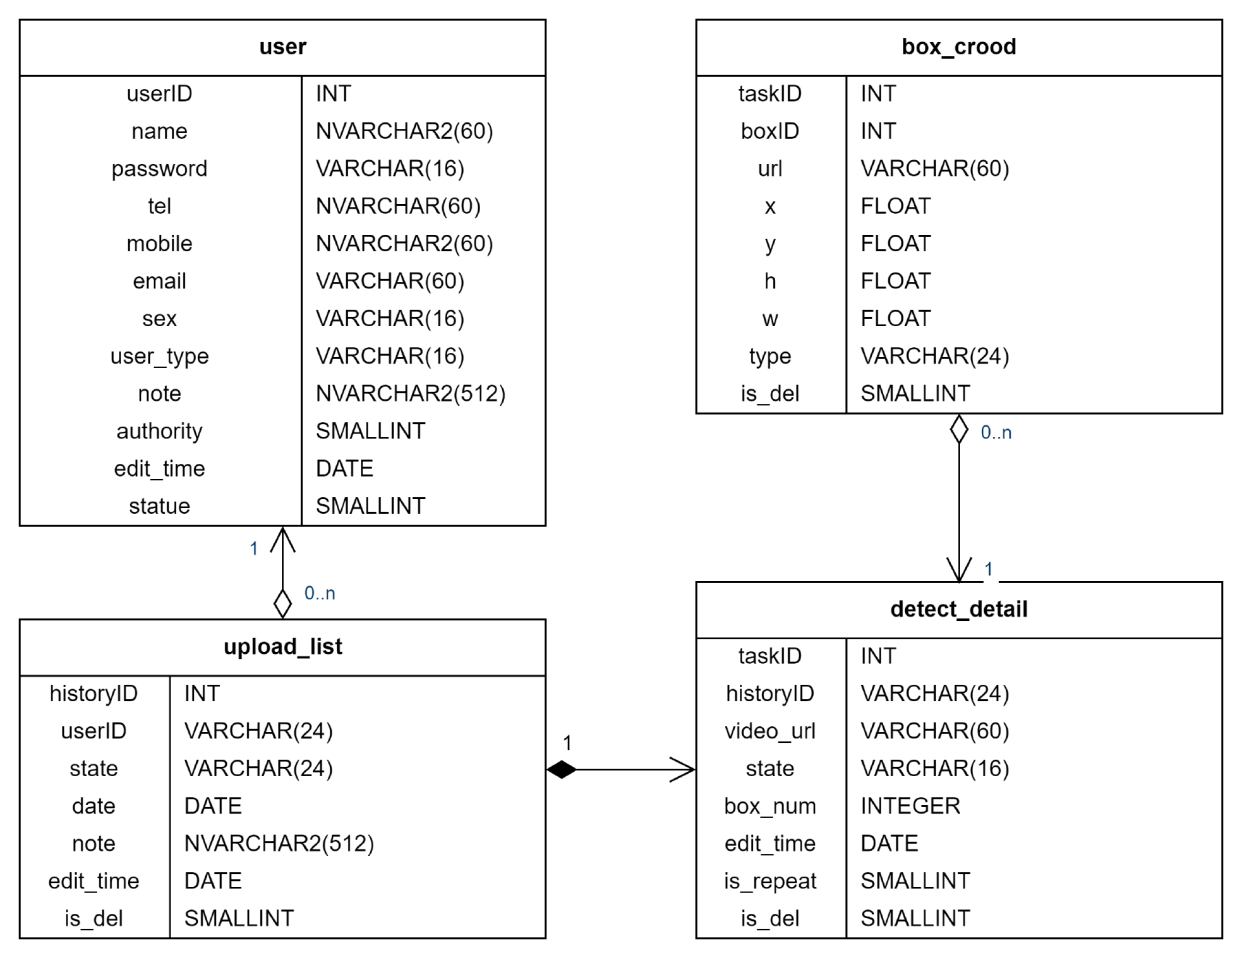 user
userID INT
name NVARCHAR2(60)
password VARCHAR(16)
tel NVARCHAR(60)
mobile NVARCHAR2(60)
email VARCHAR(60)
sex VARCHAR(16)
user_type VARCHAR(16)
note NVARCHAR2(512)
authority SMALLINT
edit_time DATE
statue SMALLINT
1
0..n
upload_list
historyID INT
userID VARCHAR(24)
state VARCHAR(24)
date DATE
note NVARCHAR2(512)
edit_time DATE
is_del SMALLINT
1
box_crood
taskID INT
boxID INT
url VARCHAR(60)
x FLOAT
y FLOAT
h FLOAT
w FLOAT
type VARCHAR(24)
is_del SMALLINT
0..n
1
detect_detail
taskID INT
historyID VARCHAR(24)
video_url VARCHAR(60)
state VARCHAR(16)
box_num INTEGER
edit_time DATE
is_repeat SMALLINT
is_del SMALLINT